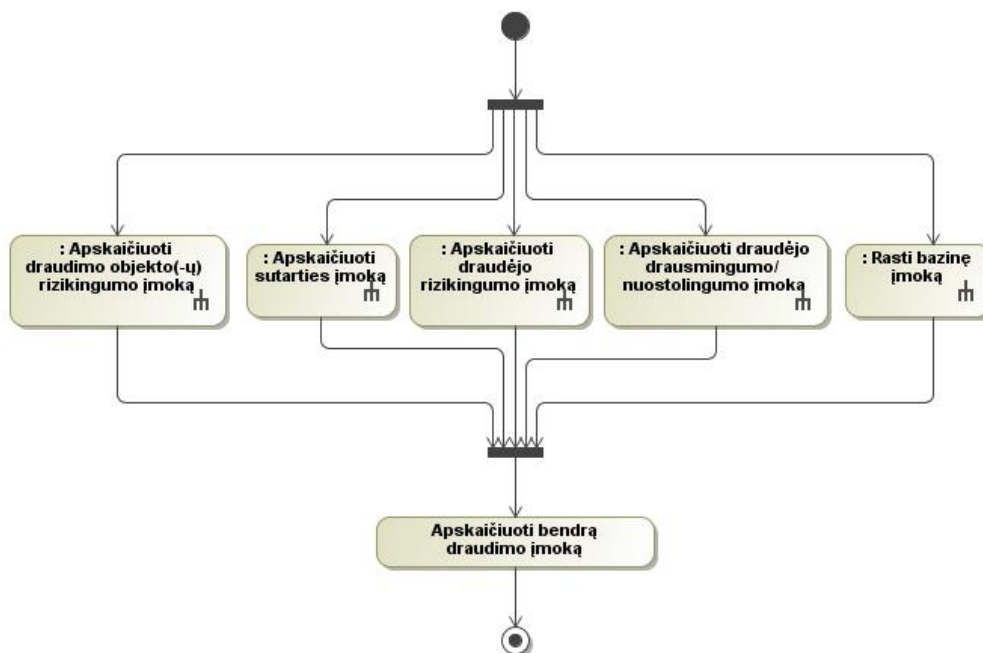 : Apskaičiuoti
draudimo objekto(-ų)
rizikingumo įmoką
: Apskaičiuoti
sutarties įmoką
: Apskaičiuoti
draudėjo
rizikingumo įmoką
: Apskaičiuoti draudėjo
drausmingumo/
nuostolingumo įmoką
: Rasti bazinę
įmoką
Apskaičiuoti bendrą
draudimo įmoką